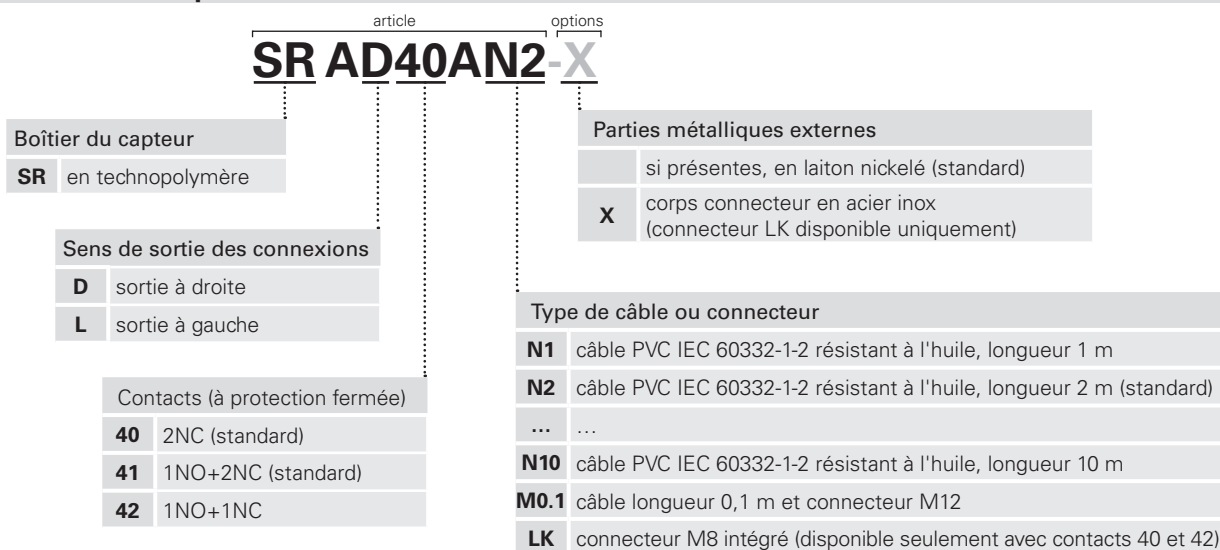 article
options
SR AD40AN2-X
Boîtier du capteur
SR en technopolymère
Sens de sortie des connexions
D sortie à droite
L sortie à gauche
Contacts (à protection fermée)
40 2NC (standard)
41 1NO+2NC (standard)
42 1NO+1NC
Parties métalliques externes
si présentes, en laiton nickelé (standard)
X corps connecteur en acier inox
(connecteur LK disponible uniquement)
Type de câble ou connecteur
N1 câble PVC IEC 60332-1-2 résistant à l'huile, longueur 1 m
N2 câble PVC IEC 60332-1-2 résistant à l'huile, longueur 2 m (standard)
... ...
N10 câble PVC IEC 60332-1-2 résistant à l'huile, longueur 10 m
M0.1 câble longueur 0,1 m et connecteur M12
LK connecteur M8 intégré (disponible seulement avec contacts 40 et 42)